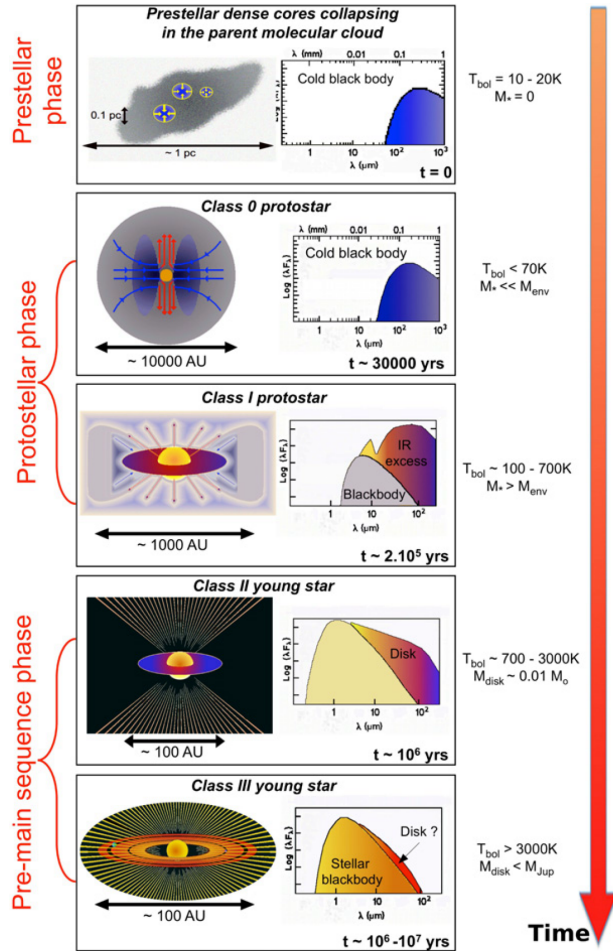 Prestellar phase
Prestellar dense cores collapsing
in the parent molecular cloud
0.1 pc
~ 1 pc
λ (mm)
0.01 0.1 1
Cold black body
1 10 10² 10³
λ (μm)
t = 0
T_bol = 10 - 20K
M_* = 0
Protostellar phase
Class 0 protostar
~ 10000 AU
λ (mm)
0.01 0.1 1
Cold black body
Log (λF_λ)
1 10 10² 10³
λ (μm)
t ~ 30000 yrs
T_bol < 70K
M_* << M_env
Class I protostar
~ 1000 AU
IR
excess
Blackbody
Log (λF_λ)
1 10 10²
λ (μm)
t ~ 2.10⁵ yrs
T_bol ~ 100 - 700K
M_* > M_env
Pre-main sequence phase
Class II young star
~ 100 AU
Disk
Log (λF_λ)
1 10 10²
λ (μm)
t ~ 10⁶ yrs
T_bol ~ 700 - 3000K
M_disk ~ 0.01 M_o
Class III young star
~ 100 AU
Disk ?
Stellar
blackbody
Log (λF_λ)
1 10 10²
λ (μm)
t ~ 10⁶ -10⁷ yrs
T_bol > 3000K
M_disk < M_Jup
Time